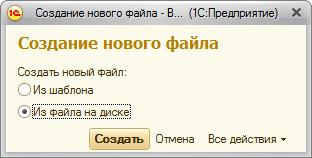 1С Создание нового файла - В... (1С:Предприятие)
Создание нового файла
Создать новый файл:
Из шаблона
Из файла на диске
Создать Отмена Все действия